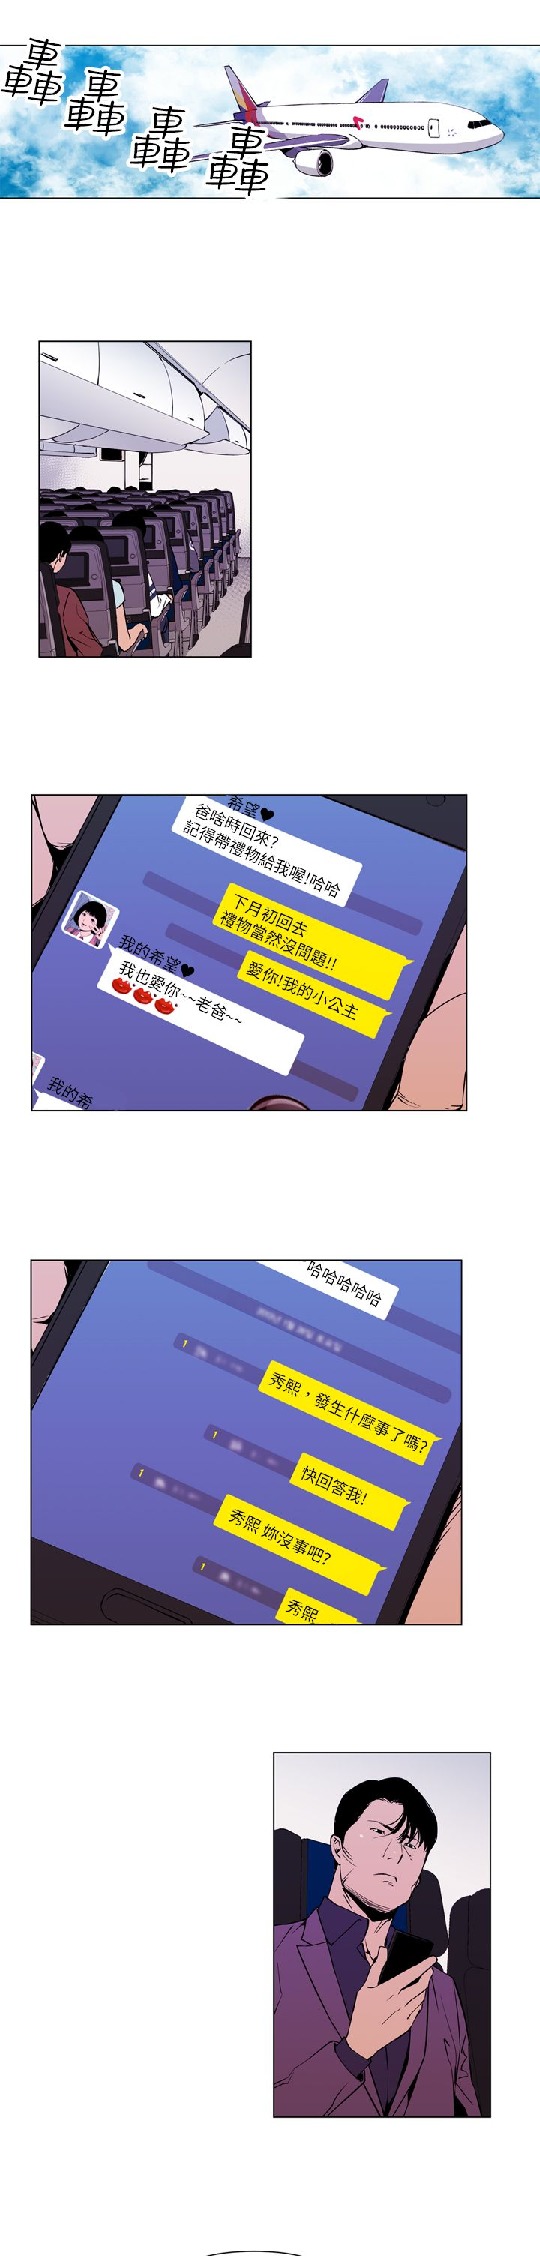 轟
轟
轟
轟
希望♥
爸啥時回來?
記得帶禮物給我喔!哈哈
下月初回去
禮物當然沒問題!!
愛你!我的小公主
我的希望♥
我也愛你~~老爸~~
我的希
哈哈哈哈哈
1
秀熙，發生什麼事了嗎?
1
快回答我!
1
秀熙 妳沒事吧?
1
秀熙